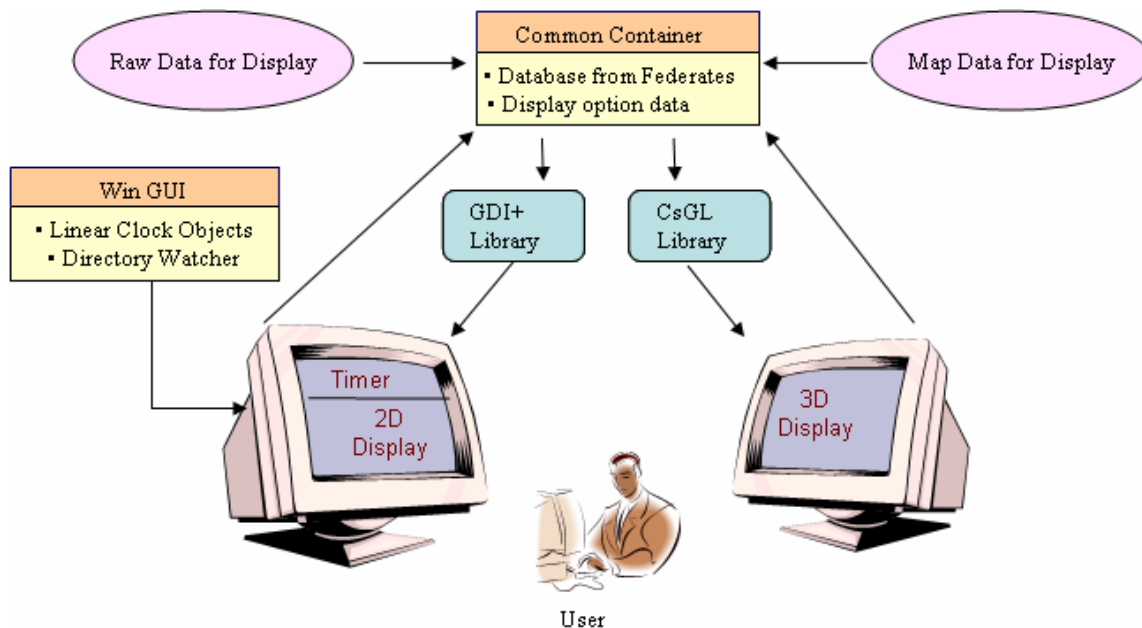 Raw Data for Display
Common Container
▪ Database from Federates
▪ Display option data
Map Data for Display
Win GUI
▪ Linear Clock Objects
▪ Directory Watcher
GDI+
Library
CsGL
Library
Timer
2D
Display
3D
Display
User